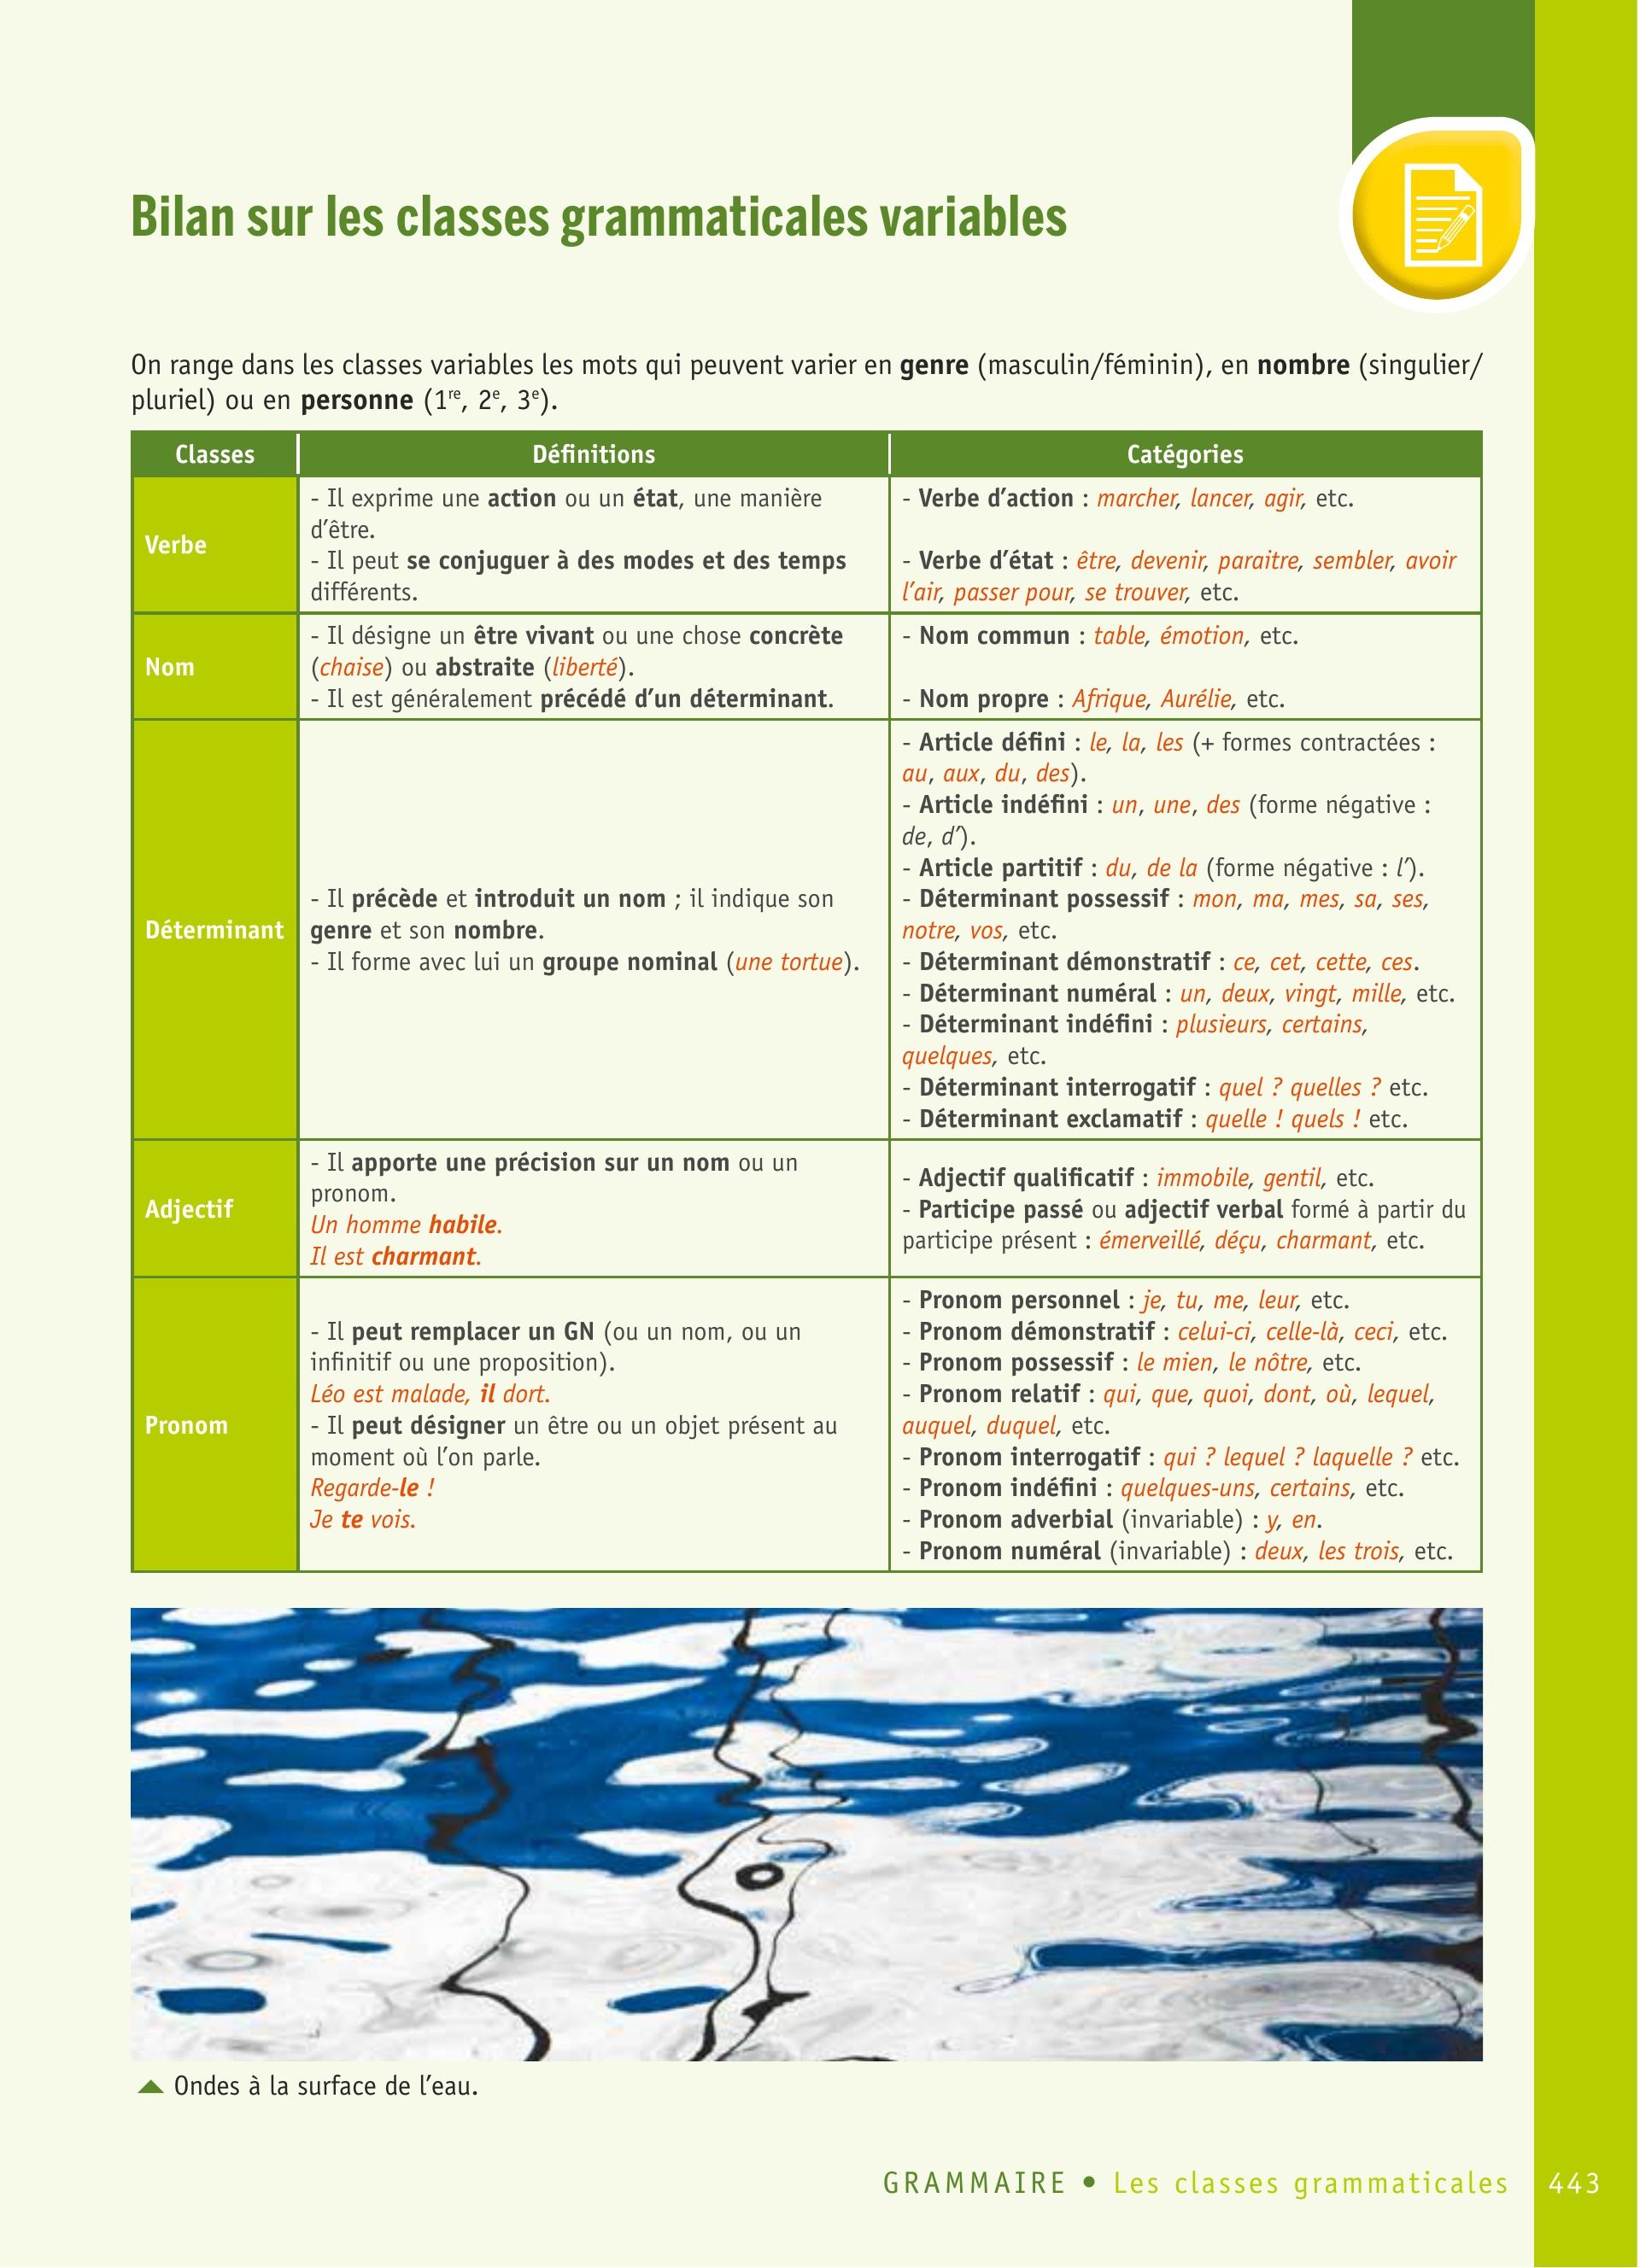 Bilan sur les classes grammaticales variables
On range dans les classes variables les mots qui peuvent varier en genre (masculin/féminin), en nombre (singulier/
pluriel) ou en personne (1re, 2e, 3e).
Classes
Définitions
Catégories
Verbe
- Il exprime une action ou un état, une manière
d’être.
- Il peut se conjuguer à des modes et des temps
différents.
- Verbe d’action : marcher, lancer, agir, etc.
- Verbe d’état : être, devenir, paraitre, sembler, avoir
l’air, passer pour, se trouver, etc.
Nom
- Il désigne un être vivant ou une chose concrète
(chaise) ou abstraite (liberté).
- Il est généralement précédé d’un déterminant.
- Nom commun : table, émotion, etc.
- Nom propre : Afrique, Aurélie, etc.
Déterminant
- Il précède et introduit un nom ; il indique son
genre et son nombre.
- Il forme avec lui un groupe nominal (une tortue).
- Article défini : le, la, les (+ formes contractées :
au, aux, du, des).
- Article indéfini : un, une, des (forme négative :
de, d’).
- Article partitif : du, de la (forme négative : l’).
- Déterminant possessif : mon, ma, mes, sa, ses,
notre, vos, etc.
- Déterminant démonstratif : ce, cet, cette, ces.
- Déterminant numéral : un, deux, vingt, mille, etc.
- Déterminant indéfini : plusieurs, certains,
quelques, etc.
- Déterminant interrogatif : quel ? quelles ? etc.
- Déterminant exclamatif : quelle ! quels ! etc.
Adjectif
- Il apporte une précision sur un nom ou un
pronom.
Un homme habile.
Il est charmant.
- Adjectif qualificatif : immobile, gentil, etc.
- Participe passé ou adjectif verbal formé à partir du
participe présent : émerveillé, déçu, charmant, etc.
Pronom
- Il peut remplacer un GN (ou un nom, ou un
infinitif ou une proposition).
Léo est malade, il dort.
- Il peut désigner un être ou un objet présent au
moment où l’on parle.
Regarde-le !
Je te vois.
- Pronom personnel : je, tu, me, leur, etc.
- Pronom démonstratif : celui-ci, celle-là, ceci, etc.
- Pronom possessif : le mien, le nôtre, etc.
- Pronom relatif : qui, que, quoi, dont, où, lequel,
auquel, duquel, etc.
- Pronom interrogatif : qui ? lequel ? laquelle ? etc.
- Pronom indéfini : quelques-uns, certains, etc.
- Pronom adverbial (invariable) : y, en.
- Pronom numéral (invariable) : deux, les trois, etc.
Ondes à la surface de l’eau.
GRAMMAIRE • Les classes grammaticales 443